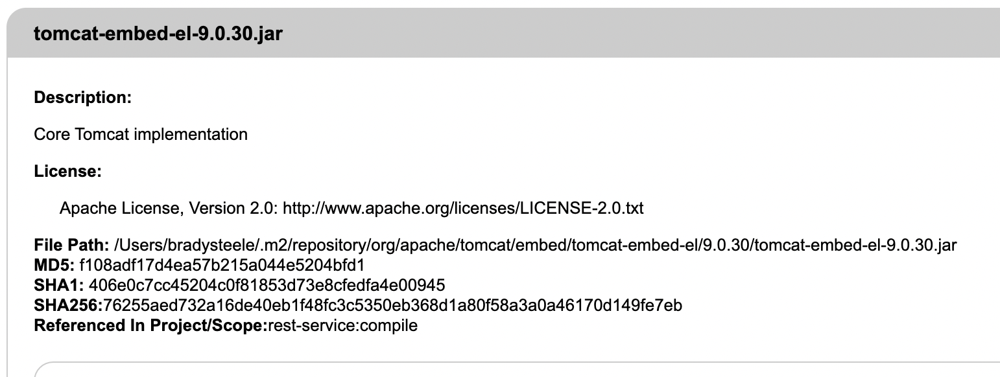 tomcat-embed-el-9.0.30.jar
Description:
Core Tomcat implementation
License:
Apache License, Version 2.0: http://www.apache.org/licenses/LICENSE-2.0.txt
File Path: /Users/bradysteele/.m2/repository/org/apache/tomcat/embed/tomcat-embed-el/9.0.30/tomcat-embed-el-9.0.30.jar
MD5: f108adf17d4ea57b215a044e5204bfd1
SHA1: 406e0c7cc45204c0f81853d73e8cfedfa4e00945
SHA256:76255aed732a16de40eb1f48fc3c5350eb368d1a80f58a3a0a46170d149fe7eb
Referenced In Project/Scope:rest-service:compile